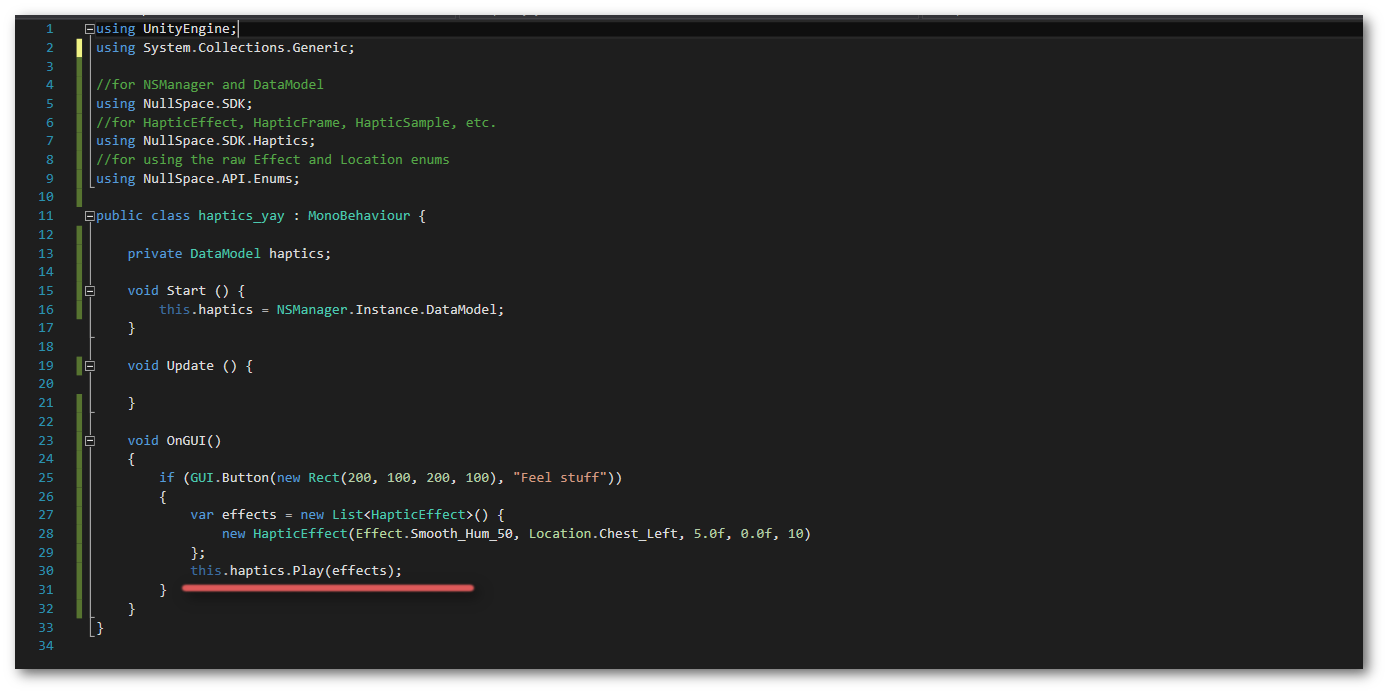 1 using UnityEngine;
2 using System.Collections.Generic;
3
4 //for NSManager and DataModel
5 using NullSpace.SDK;
6 //for HapticEffect, HapticFrame, HapticSample, etc.
7 using NullSpace.SDK.Haptics;
8 //for using the raw Effect and Location enums
9 using NullSpace.API.Enums;
10
11 public class haptics_yay : MonoBehaviour {
12
13     private DataModel haptics;
14
15     void Start () {
16         this.haptics = NSManager.Instance.DataModel;
17     }
18
19     void Update () {
20
21     }
22
23     void OnGUI()
24     {
25         if (GUI.Button(new Rect(200, 100, 200, 100), "Feel stuff"))
26         {
27             var effects = new List<HapticEffect>() {
28                 new HapticEffect(Effect.Smooth_Hum_50, Location.Chest_Left, 5.0f, 0.0f, 10)
29             };
30             this.haptics.Play(effects);
31         }
32     }
33 }
34